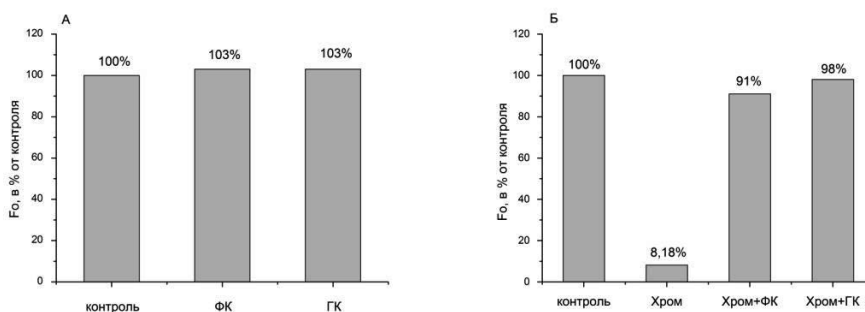 А
120
100
80
60
40
20
0
Fo, в % от контроля
100%
103%
103%
контроль
ФК
ГК
Б
120
100
80
60
40
20
0
Fo, в % от контроля
100%
8,18%
91%
98%
контроль
Хром
Хром+ФК
Хром+ГК